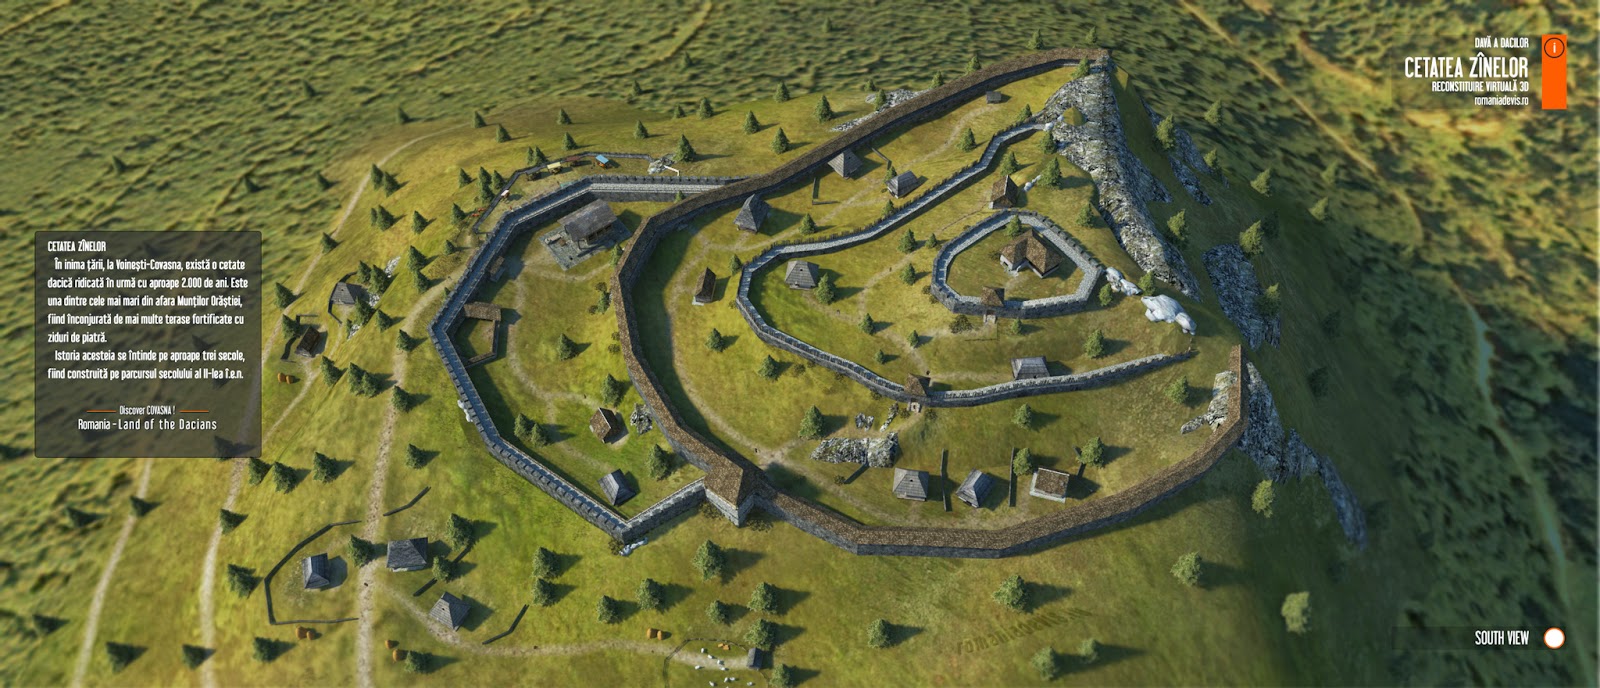 DAVĂ A DACILOR
CETATEA ZÎNELOR
RECONSTITUIRE VIRTUALĂ 3D
romaniadevis.ro
i
CETATEA ZÎNELOR
În inima țării, la Voinești-Covasna, există o cetate
dacică ridicată în urmă cu aproape 2.000 de ani. Este
una dintre cele mai mari din afara Munților Orăștiei,
fiind înconjurată de mai multe terase fortificate cu
ziduri de piatră.
Istoria acesteia se întinde pe aproape trei secole,
fiind construită pe parcursul secolului al II-lea î.e.n.
Discover COVASNA !
Romania - Land of the Dacians
SOUTH VIEW